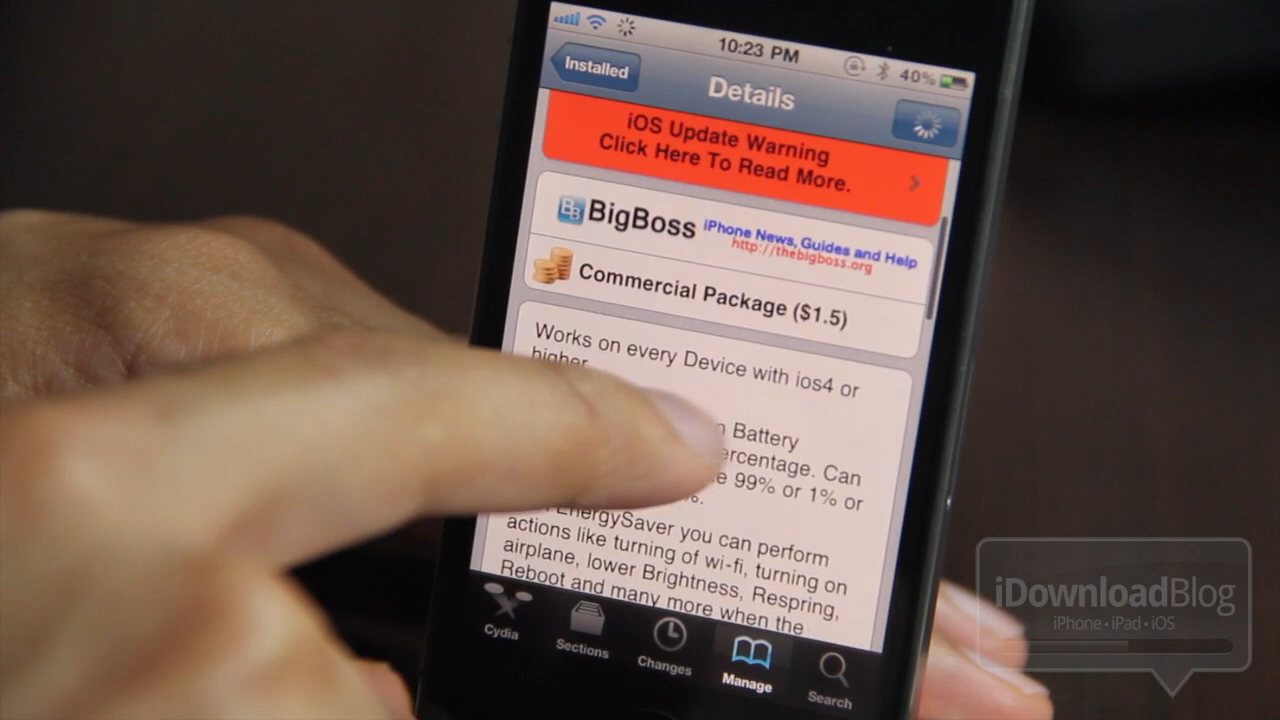 10:23 PM
40%
Installed
Details
iOS Update Warning
Click Here To Read More.
BB
BigBoss
iPhone News, Guides and Help
http://thebigboss.org
Commercial Package ($1.5)
Works on every Device with ios4 or
higher
Battery
ercentage. Can
99% or 1% or
%.
EnergySaver you can perform
actions like turning of wi-fi, turning on
airplane, lower Brightness, Respring,
Reboot and many more when the
Cydia
Sections
Changes
Manage
Search
iDownloadBlog
iPhone • iPad • iOS